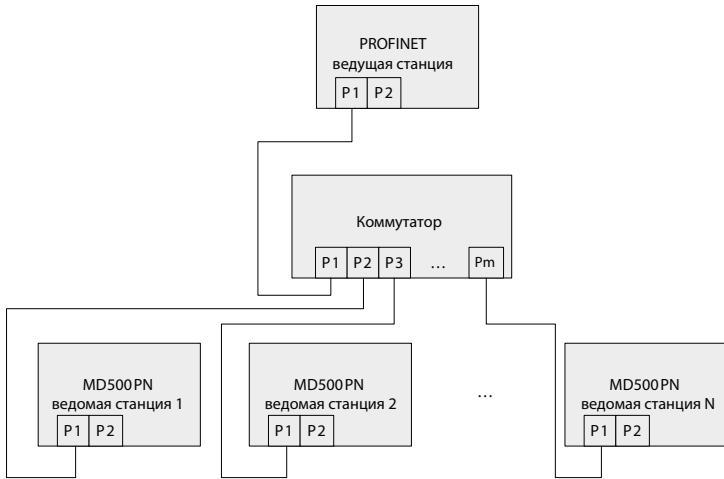 PROFINET
ведущая станция
P1 P2
Коммутатор
P1 P2 P3 ... Pm
MD500PN
ведомая станция 1
P1 P2
MD500PN
ведомая станция 2
P1 P2
...
MD500PN
ведомая станция N
P1 P2